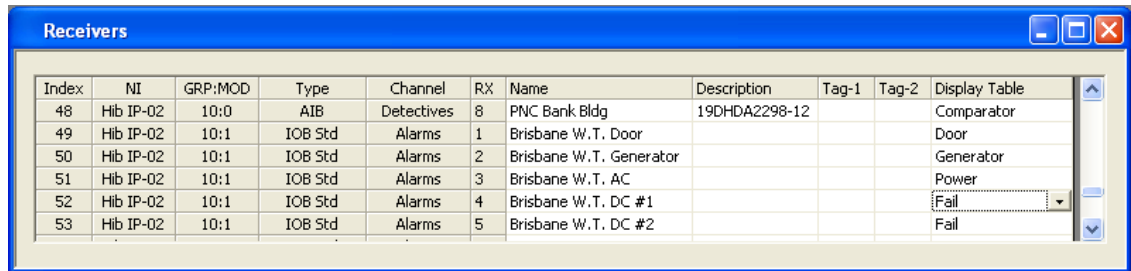 Receivers
Index NI GRP:MOD Type Channel RX Name Description Tag-1 Tag-2 Display Table
48 Hib IP-02 10:0 AIB Detectives 8 PNC Bank Bldg 19DHDA2298-12 Comparator
49 Hib IP-02 10:1 IOB Std Alarms 1 Brisbane W.T. Door Door
50 Hib IP-02 10:1 IOB Std Alarms 2 Brisbane W.T. Generator Generator
51 Hib IP-02 10:1 IOB Std Alarms 3 Brisbane W.T. AC Power
52 Hib IP-02 10:1 IOB Std Alarms 4 Brisbane W.T. DC #1 Fail
53 Hib IP-02 10:1 IOB Std Alarms 5 Brisbane W.T. DC #2 Fail